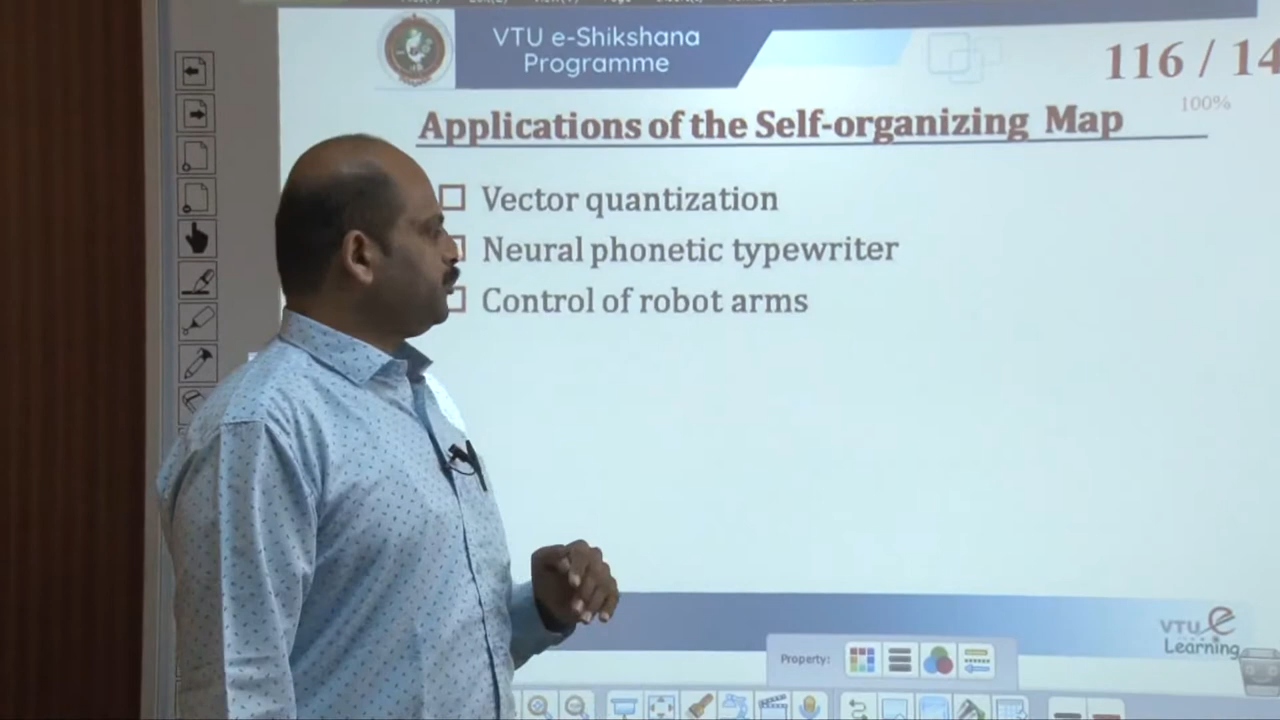 VTU e-Shikshana
Programme
116 / 14
100%
Applications of the Self-organizing Map
Vector quantization
Neural phonetic typewriter
Control of robot arms
VTU e
Learning
Property: